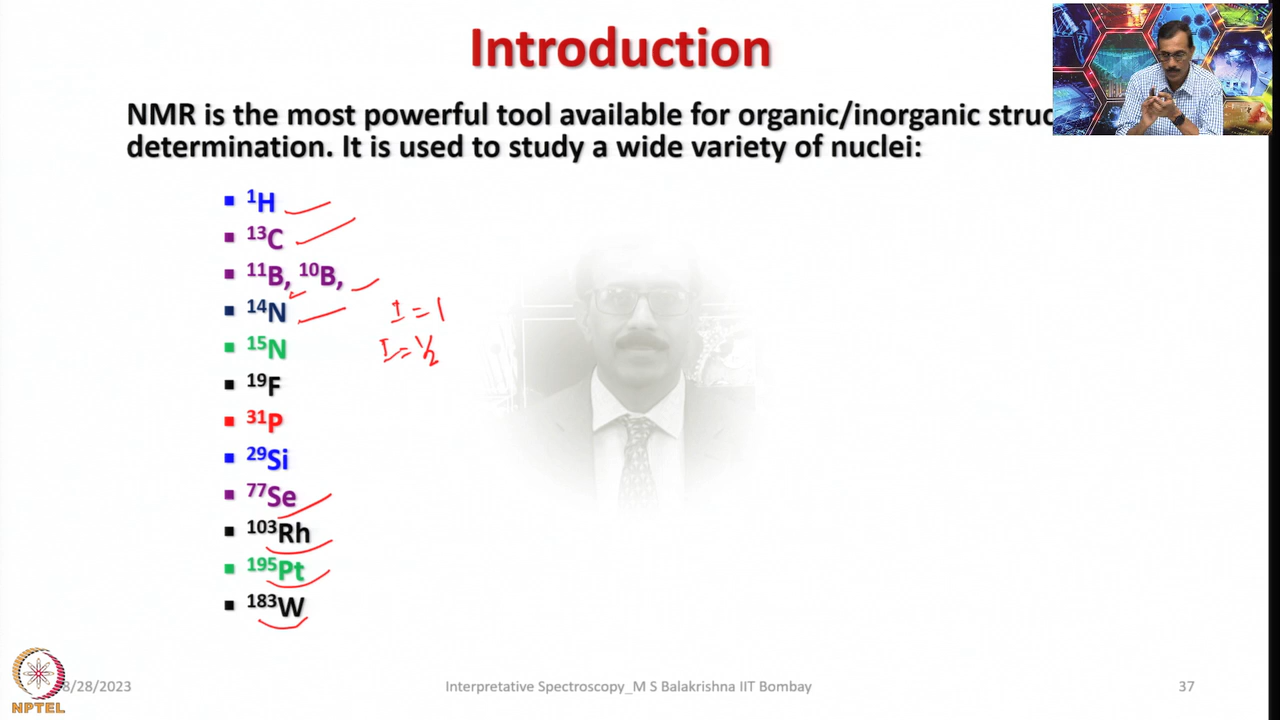 Introduction
NMR is the most powerful tool available for organic/inorganic struc
determination. It is used to study a wide variety of nuclei:
▪ ¹H
▪ ¹³C
▪ ¹¹B, ¹⁰B,
▪ ¹⁴N I = 1
▪ ¹⁵N I = 1/2
▪ ¹⁹F
▪ ³¹P
▪ ²⁹Si
▪ ⁷⁷Se
▪ ¹⁰³Rh
▪ ¹⁹⁵Pt
▪ ¹⁸³W
8/28/2023 Interpretative Spectroscopy_M S Balakrishna IIT Bombay 37
NPTEL